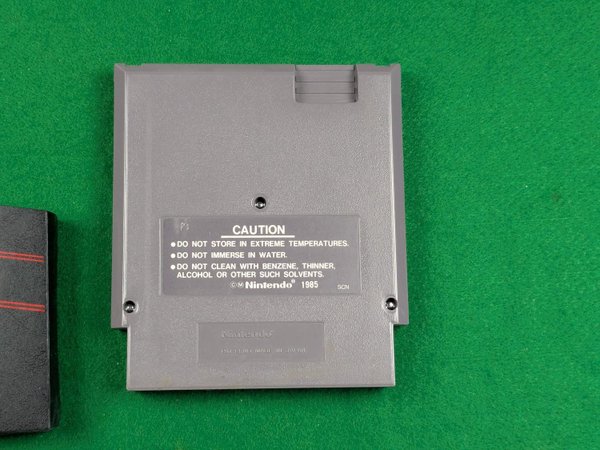 CAUTION
● DO NOT STORE IN EXTREME TEMPERATURES.
● DO NOT IMMERSE IN WATER.
● DO NOT CLEAN WITH BENZENE, THINNER,
ALCOHOL OR OTHER SUCH SOLVENTS.
©Ⓜ Nintendo® 1985 SCN
Nintendo®